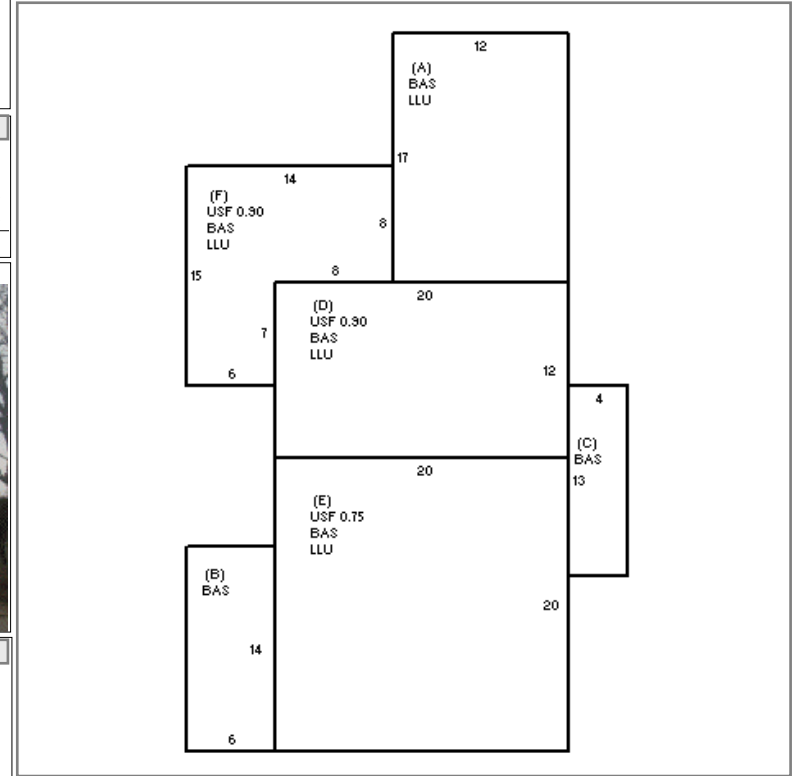 12
(A)
BAS
LLU
17
14
(F)
USF 0.90
BAS
LLU
8
15
8
20
(D)
USF 0.90
BAS
LLU
7
12
6
4
(C)
BAS
13
20
(E)
USF 0.75
BAS
LLU
(B)
BAS
20
14
6